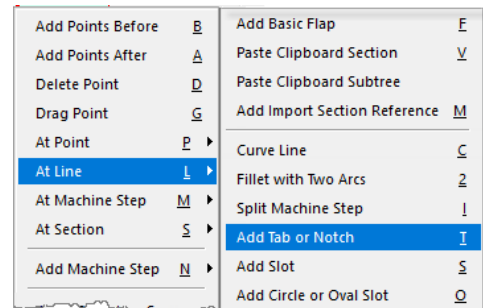 Add Points Before B
Add Points After A
Delete Point D
Drag Point G
At Point P
At Line L
At Machine Step M
At Section S
Add Machine Step N
Add Basic Flap F
Paste Clipboard Section V
Paste Clipboard Subtree
Add Import Section Reference M
Curve Line C
Fillet with Two Arcs 2
Split Machine Step I
Add Tab or Notch T
Add Slot S
Add Circle or Oval Slot O